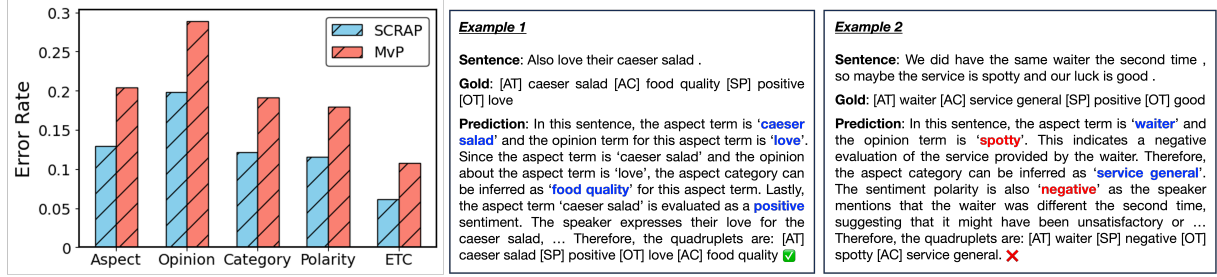 0.3
0.25
0.2
0.15
0.1
0.05
0
Error Rate
SCRAP
MvP
Aspect
Opinion
Category
Polarity
ETC
Example 1
Sentence: Also love their caeser salad .
Gold: [AT] caeser salad [AC] food quality [SP] positive
[OT] love
Prediction: In this sentence, the aspect term is ‘caeser
salad’ and the opinion term for this aspect term is ‘love’.
Since the aspect term is ‘caeser salad’ and the opinion
about the aspect term is ‘love’, the aspect category can
be inferred as ‘food quality’ for this aspect term. Lastly,
the aspect term ‘caeser salad’ is evaluated as a positive
sentiment. The speaker expresses their love for the
caeser salad, … Therefore, the quadruplets are: [AT]
caeser salad [SP] positive [OT] love [AC] food quality ✅
Example 2
Sentence: We did have the same waiter the second time ,
so maybe the service is spotty and our luck is good .
Gold: [AT] waiter [AC] service general [SP] positive [OT] good
Prediction: In this sentence, the aspect term is ‘waiter’ and
the opinion term is ‘spotty’. This indicates a negative
evaluation of the service provided by the waiter. Therefore,
the aspect category can be inferred as ‘service general’.
The sentiment polarity is also ‘negative’ as the speaker
mentions that the waiter was different the second time,
suggesting that it might have been unsatisfactory or …
Therefore, the quadruplets are: [AT] waiter [SP] negative [OT]
spotty [AC] service general. ❌